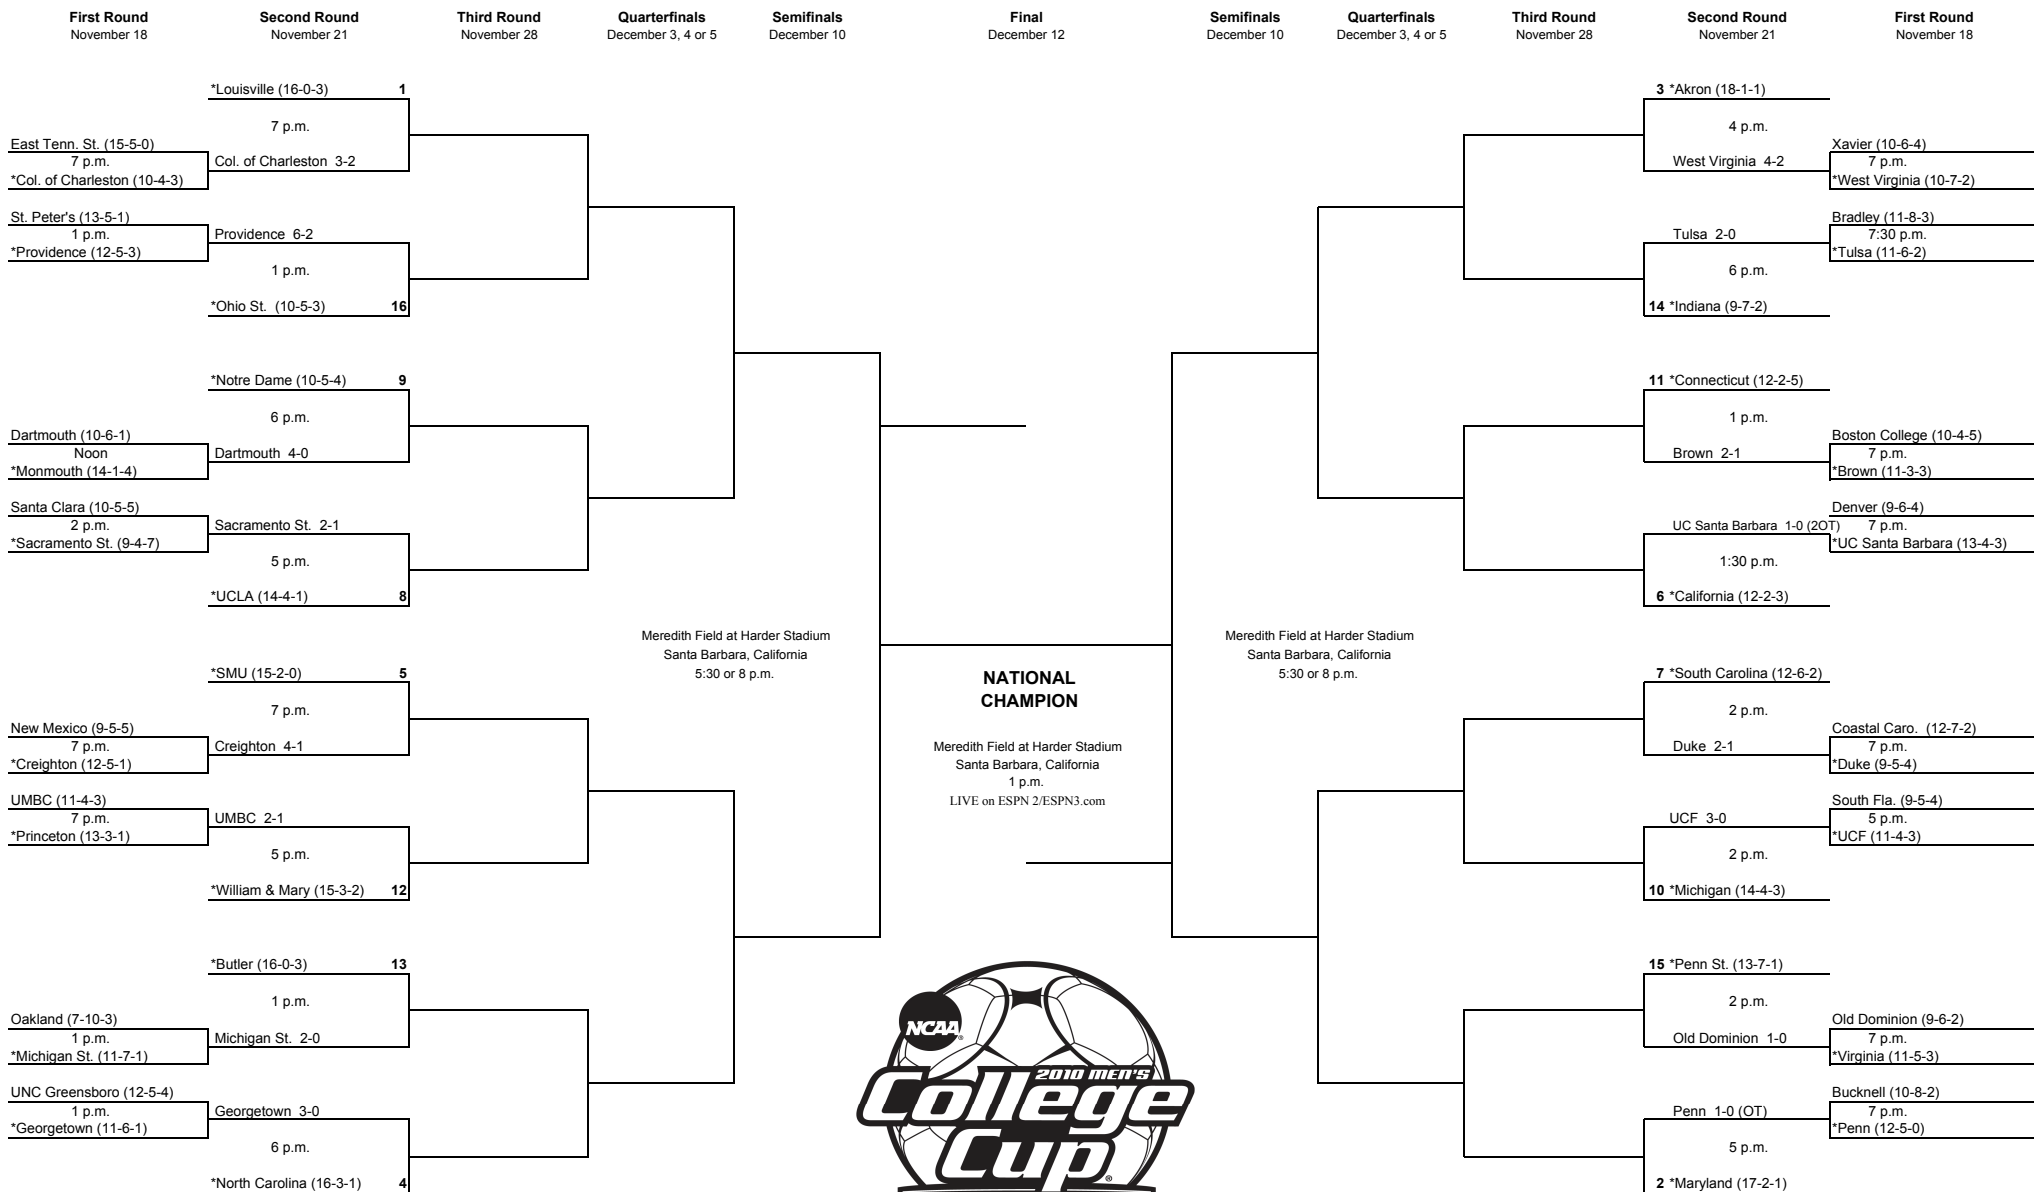 First Round
November 18
Second Round
November 21
Third Round
November 28
Quarterfinals
December 3, 4 or 5
Semifinals
December 10
Final
December 12
Semifinals
December 10
Quarterfinals
December 3, 4 or 5
Third Round
November 28
Second Round
November 21
First Round
November 18
*Louisville (16-0-3) 1
7 p.m.
East Tenn. St. (15-5-0)
7 p.m.
*Col. of Charleston (10-4-3)
Col. of Charleston 3-2
St. Peter's (13-5-1)
1 p.m.
*Providence (12-5-3)
Providence 6-2
1 p.m.
*Ohio St. (10-5-3) 16
*Notre Dame (10-5-4) 9
6 p.m.
Dartmouth (10-6-1)
Noon
*Monmouth (14-1-4)
Dartmouth 4-0
Santa Clara (10-5-5)
2 p.m.
*Sacramento St. (9-4-7)
Sacramento St. 2-1
5 p.m.
*UCLA (14-4-1) 8
*SMU (15-2-0) 5
7 p.m.
New Mexico (9-5-5)
7 p.m.
*Creighton (12-5-1)
Creighton 4-1
UMBC (11-4-3)
7 p.m.
*Princeton (13-3-1)
UMBC 2-1
5 p.m.
*William & Mary (15-3-2) 12
*Butler (16-0-3) 13
1 p.m.
Oakland (7-10-3)
1 p.m.
*Michigan St. (11-7-1)
Michigan St. 2-0
UNC Greensboro (12-5-4)
1 p.m.
*Georgetown (11-6-1)
Georgetown 3-0
6 p.m.
*North Carolina (16-3-1) 4
Meredith Field at Harder Stadium
Santa Barbara, California
5:30 or 8 p.m.
NATIONAL
CHAMPION
Meredith Field at Harder Stadium
Santa Barbara, California
1 p.m.
LIVE on ESPN 2/ESPN3.com
NCAA
2010 MEN'S
College
Cup
Meredith Field at Harder Stadium
Santa Barbara, California
5:30 or 8 p.m.
3 *Akron (18-1-1)
4 p.m.
West Virginia 4-2
Xavier (10-6-4)
7 p.m.
*West Virginia (10-7-2)
Tulsa 2-0
Bradley (11-8-3)
7:30 p.m.
*Tulsa (11-6-2)
6 p.m.
14 *Indiana (9-7-2)
11 *Connecticut (12-2-5)
1 p.m.
Brown 2-1
Boston College (10-4-5)
7 p.m.
*Brown (11-3-3)
UC Santa Barbara 1-0 (2OT)
Denver (9-6-4)
7 p.m.
*UC Santa Barbara (13-4-3)
1:30 p.m.
6 *California (12-2-3)
7 *South Carolina (12-6-2)
2 p.m.
Duke 2-1
Coastal Caro. (12-7-2)
7 p.m.
*Duke (9-5-4)
UCF 3-0
South Fla. (9-5-4)
5 p.m.
*UCF (11-4-3)
2 p.m.
10 *Michigan (14-4-3)
15 *Penn St. (13-7-1)
2 p.m.
Old Dominion 1-0
Old Dominion (9-6-2)
7 p.m.
*Virginia (11-5-3)
Penn 1-0 (OT)
Bucknell (10-8-2)
7 p.m.
*Penn (12-5-0)
5 p.m.
2 *Maryland (17-2-1)